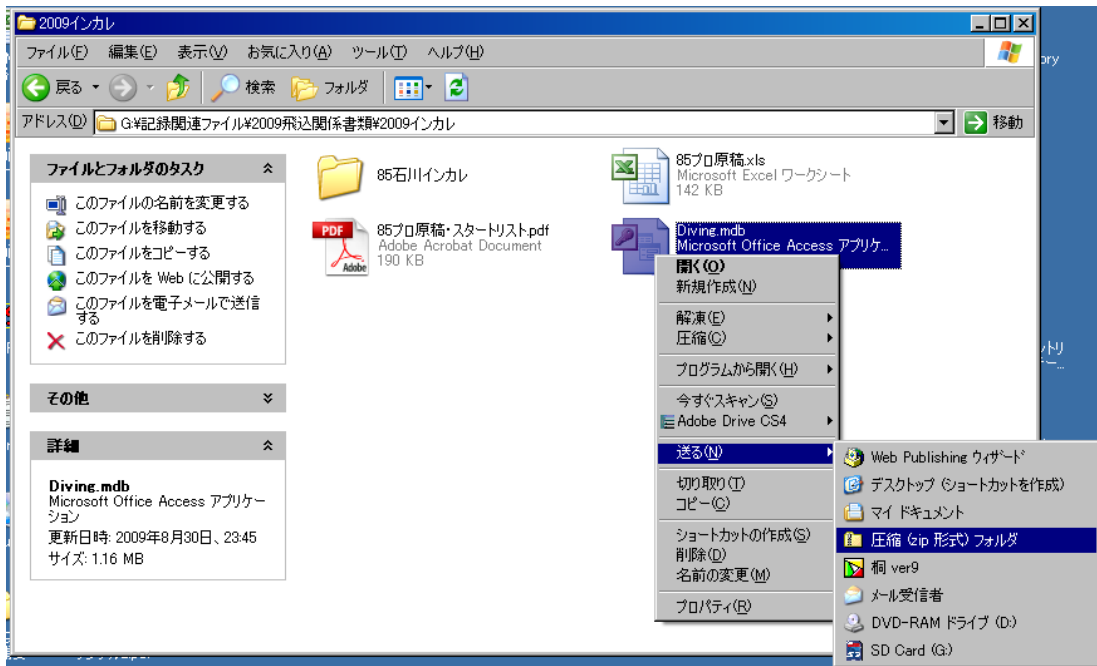 2009インカレ
ファイル(F) 編集(E) 表示(V) お気に入り(A) ツール(T) ヘルプ(H)
戻る 検索 フォルダ
アドレス(D) G:¥記録関連ファイル¥2009飛込関係書類¥2009インカレ 移動
ファイルとフォルダのタスク
このファイルの名前を変更する
このファイルを移動する
このファイルをコピーする
このファイルを Web に公開する
このファイルを電子メールで送信
する
このファイルを削除する
その他
詳細
Diving.mdb
Microsoft Office Access アプリケー
ション
更新日時: 2009年8月30日、23:45
サイズ: 1.16 MB
85石川インカレ
85プロ原稿.xls
Microsoft Excel ワークシート
142 KB
PDF
Adobe
85プロ原稿・スタートリスト.pdf
Adobe Acrobat Document
190 KB
Diving.mdb
Microsoft Office Access アプリケ...
開く(O)
新規作成(N)
解凍(E)
圧縮(C)
プログラムから開く(H)
今すぐスキャン(S)
Adobe Drive CS4
送る(N)
切り取り(T)
コピー(C)
ショートカットの作成(S)
削除(D)
名前の変更(M)
プロパティ(R)
Web Publishing ウィザード
デスクトップ (ショートカットを作成)
マイ ドキュメント
圧縮 (zip 形式) フォルダ
桐 ver9
メール受信者
DVD-RAM ドライブ (D:)
SD Card (G:)
ory